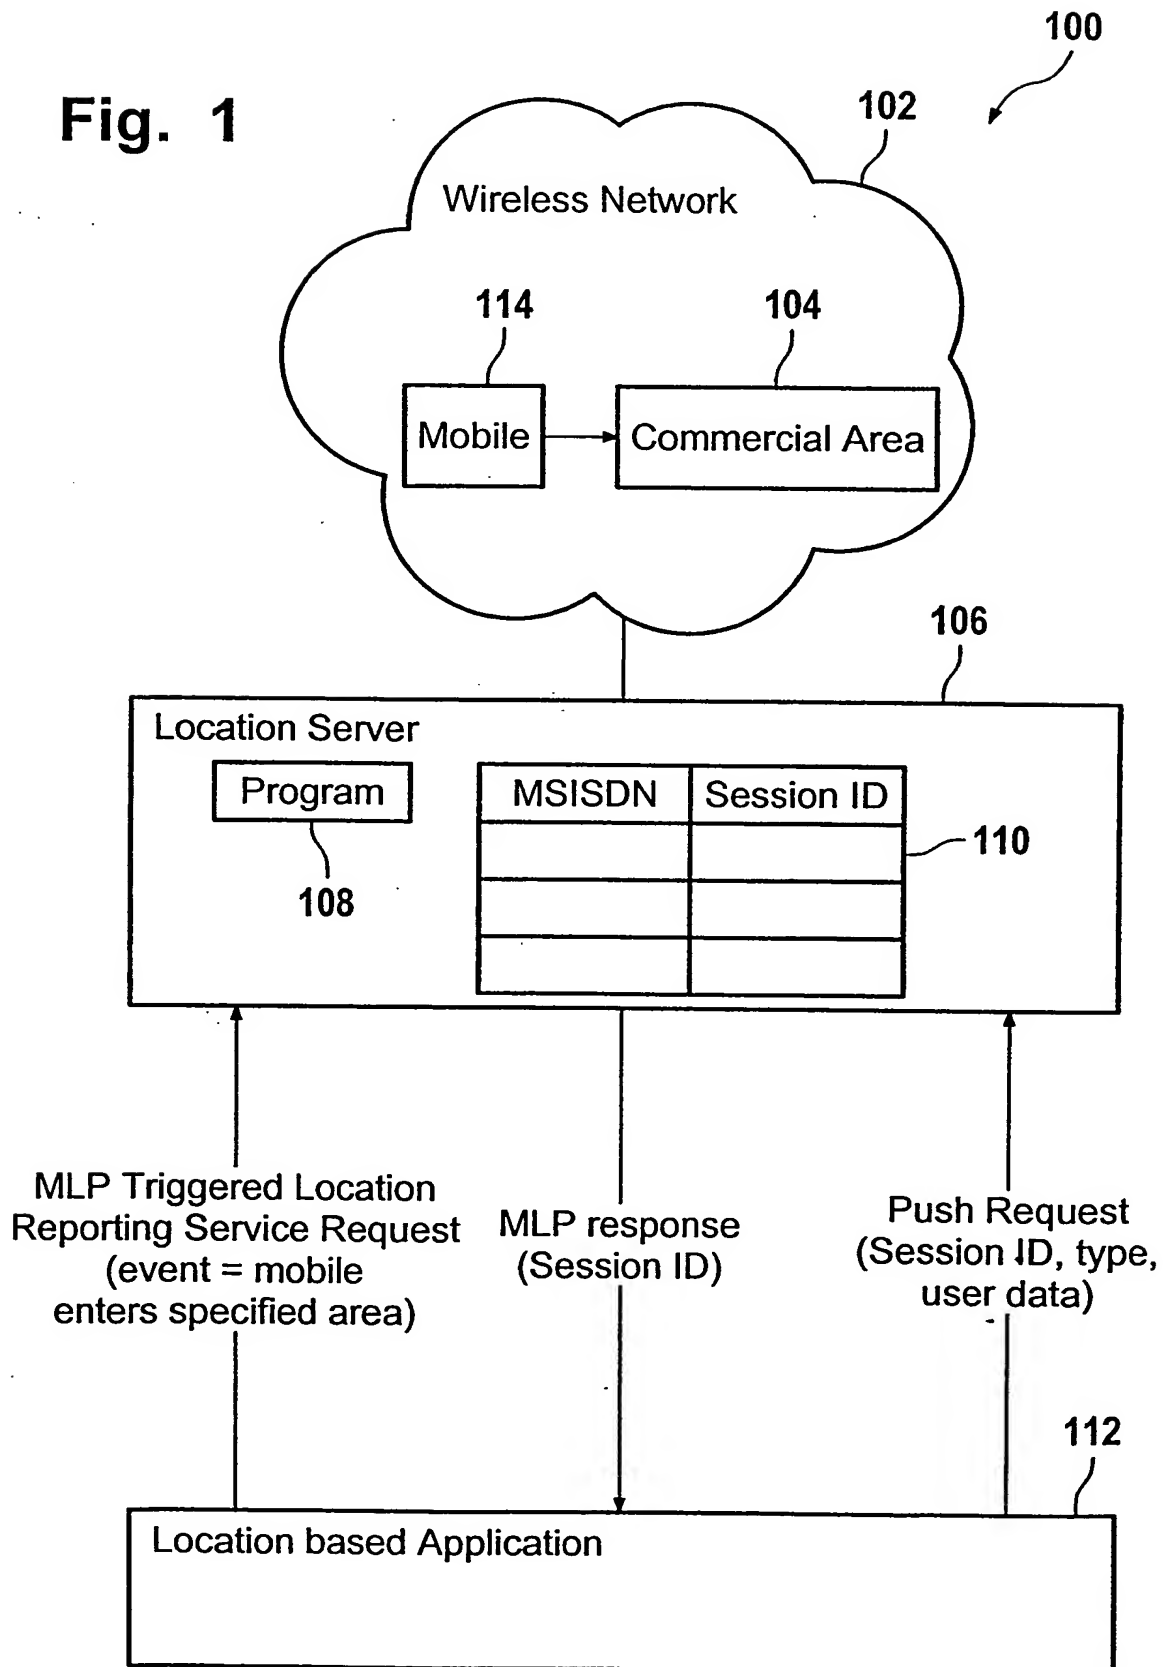 100
Fig. 1
102
Wireless Network
114
104
Mobile
Commercial Area
106
Location Server
Program
MSISDN
Session ID
110
108
MLP Triggered Location
Reporting Service Request
(event = mobile
enters specified area)
MLP response
(Session ID)
Push Request
(Session ID, type,
user data)
112
Location based Application